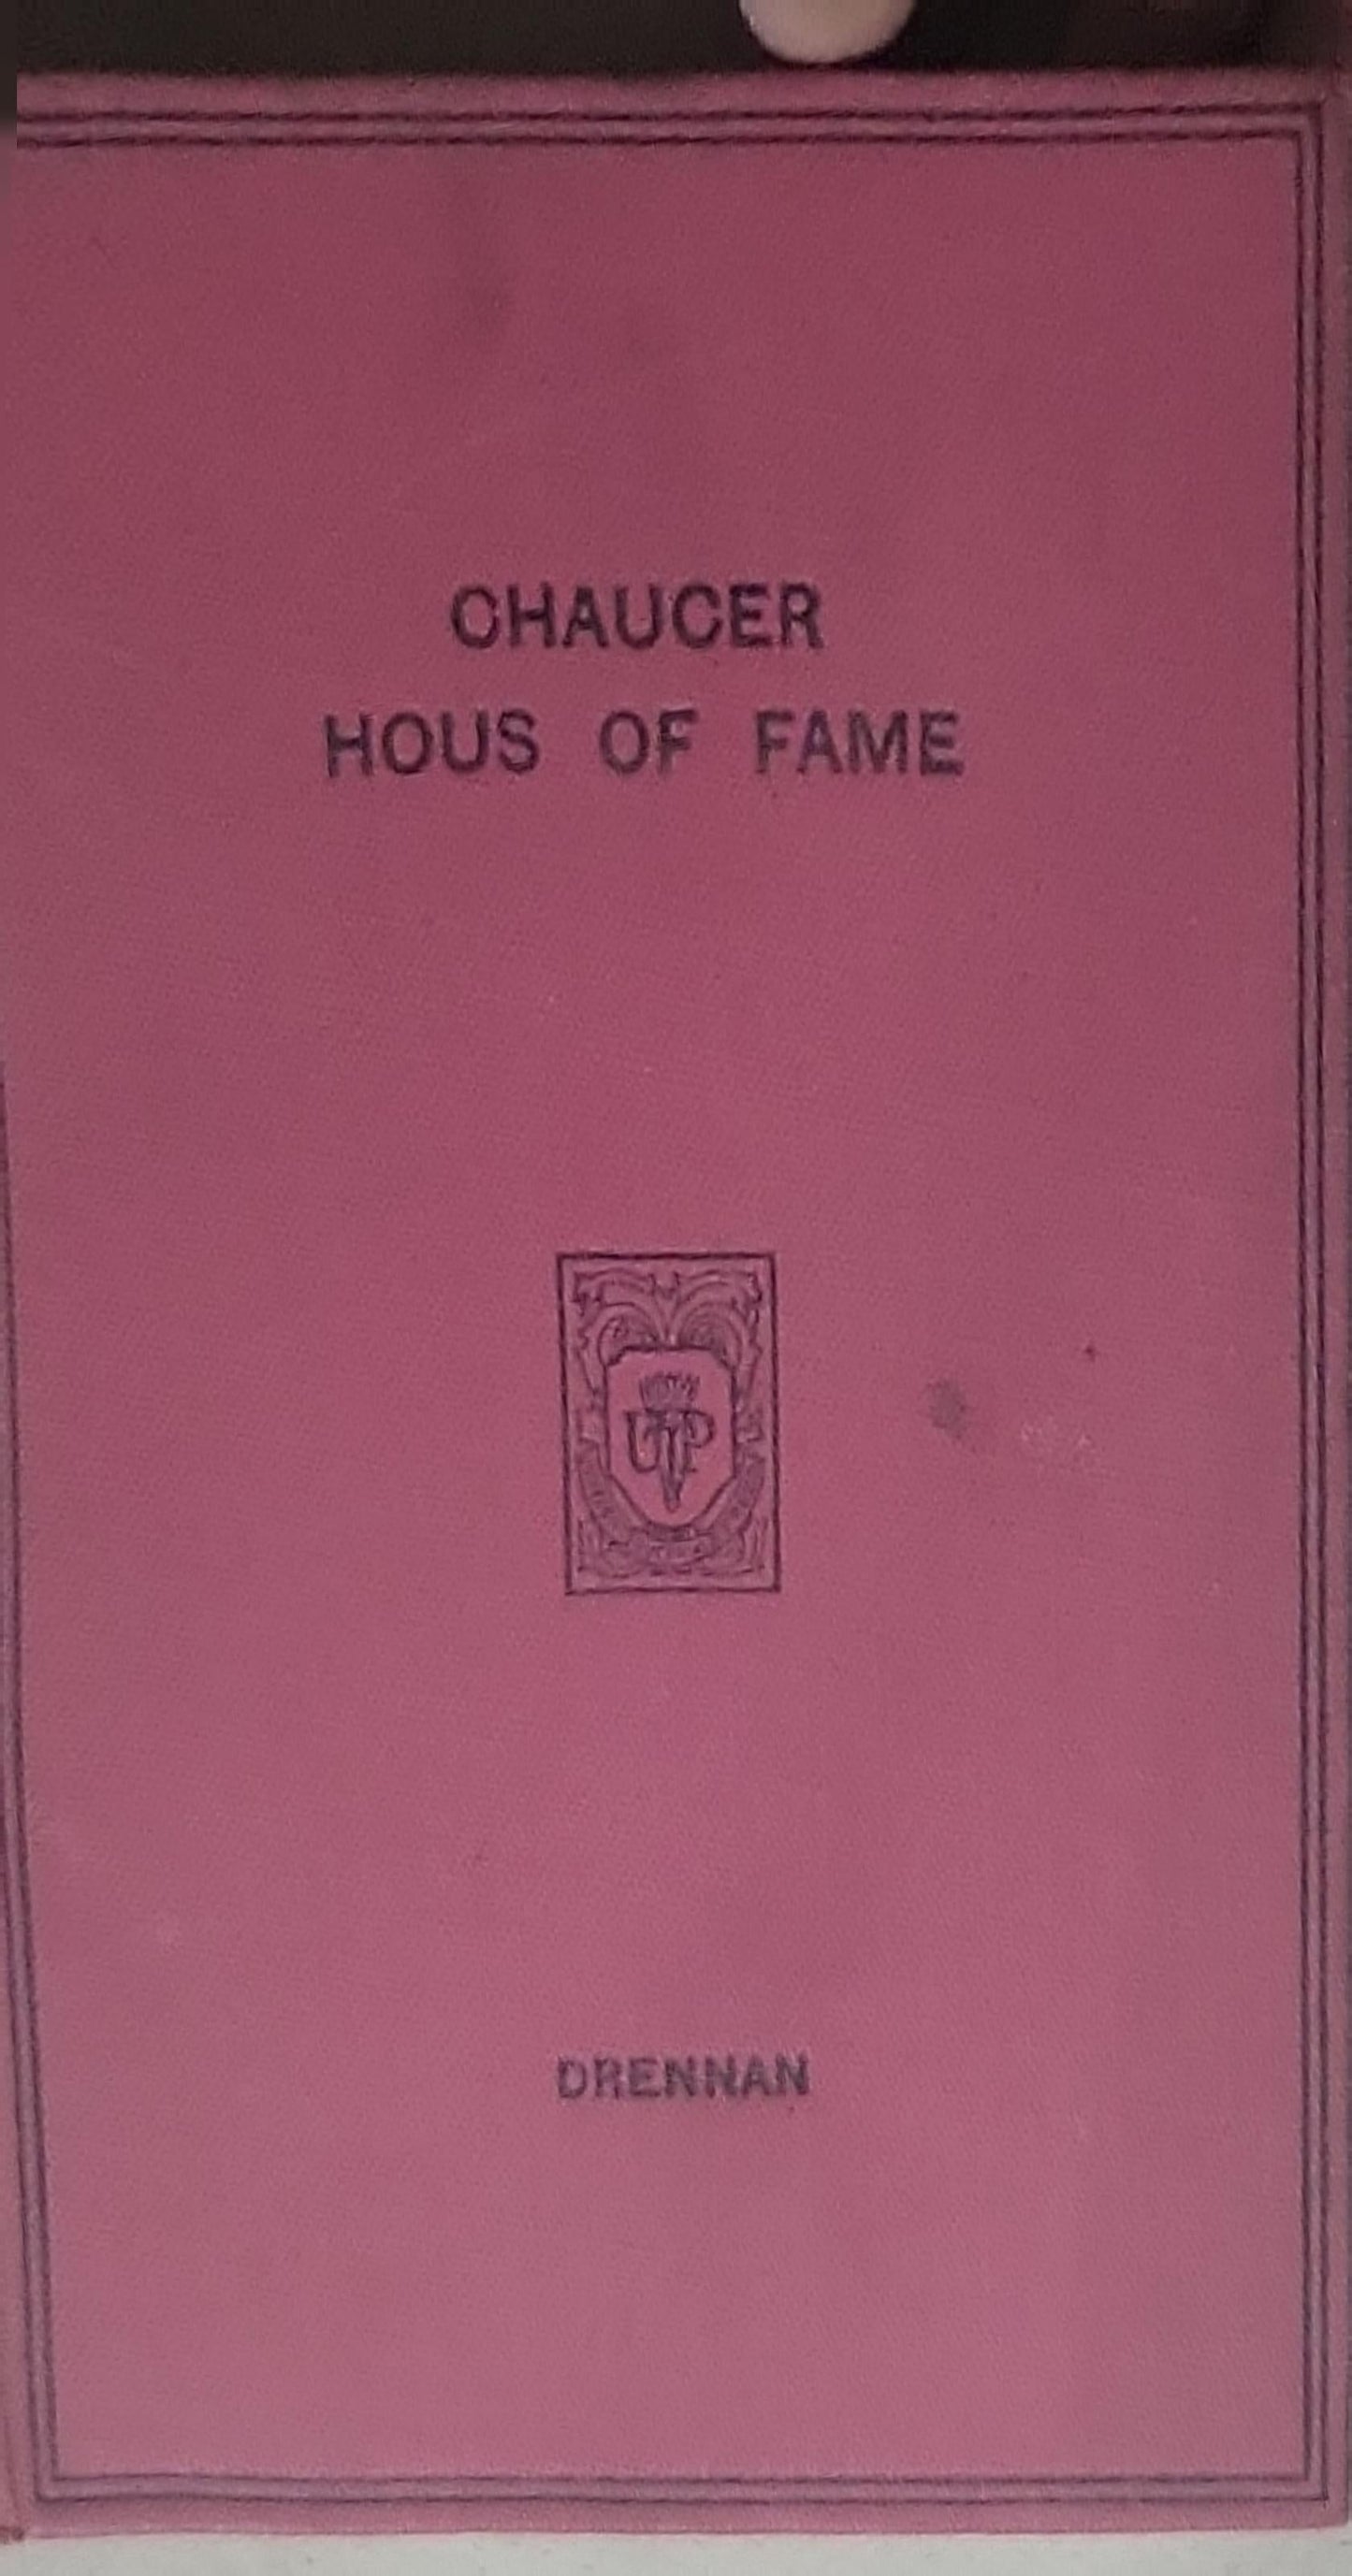 CHAUCER
HOUS OF FAME
UTP
DRENNAN